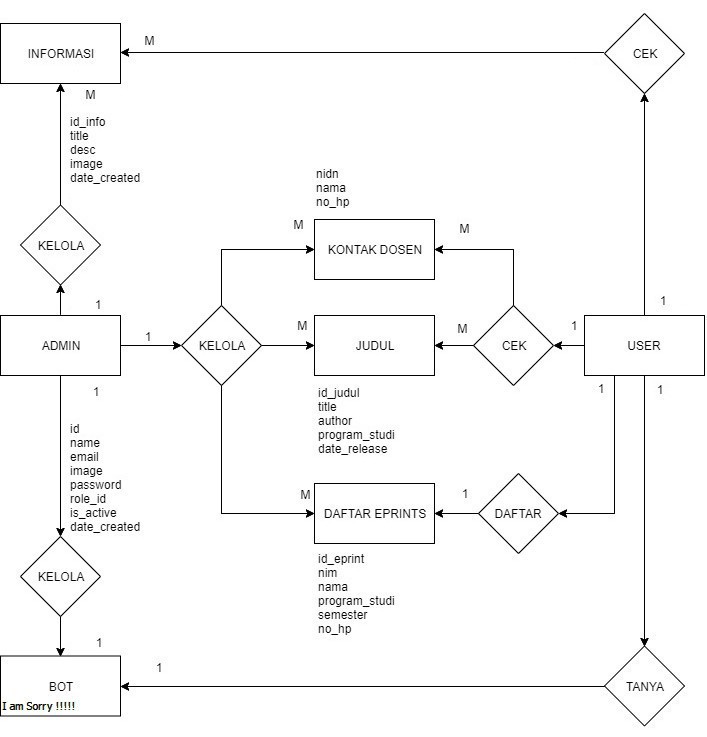 M
INFORMASI
CEK
M
id_info
title
desc
image
date_created
nidn
nama
no_hp
M
M
KONTAK DOSEN
KELOLA
1
1
1
M
M
1
ADMIN
KELOLA
JUDUL
CEK
USER
1
1
1
id_judul
title
author
program_studi
date_release
id
name
email
image
password
role_id
is_active
date_created
M
1
DAFTAR EPRINTS
DAFTAR
id_eprint
nim
nama
program_studi
semester
no_hp
KELOLA
1
1
BOT
TANYA
I am Sorry !!!!!